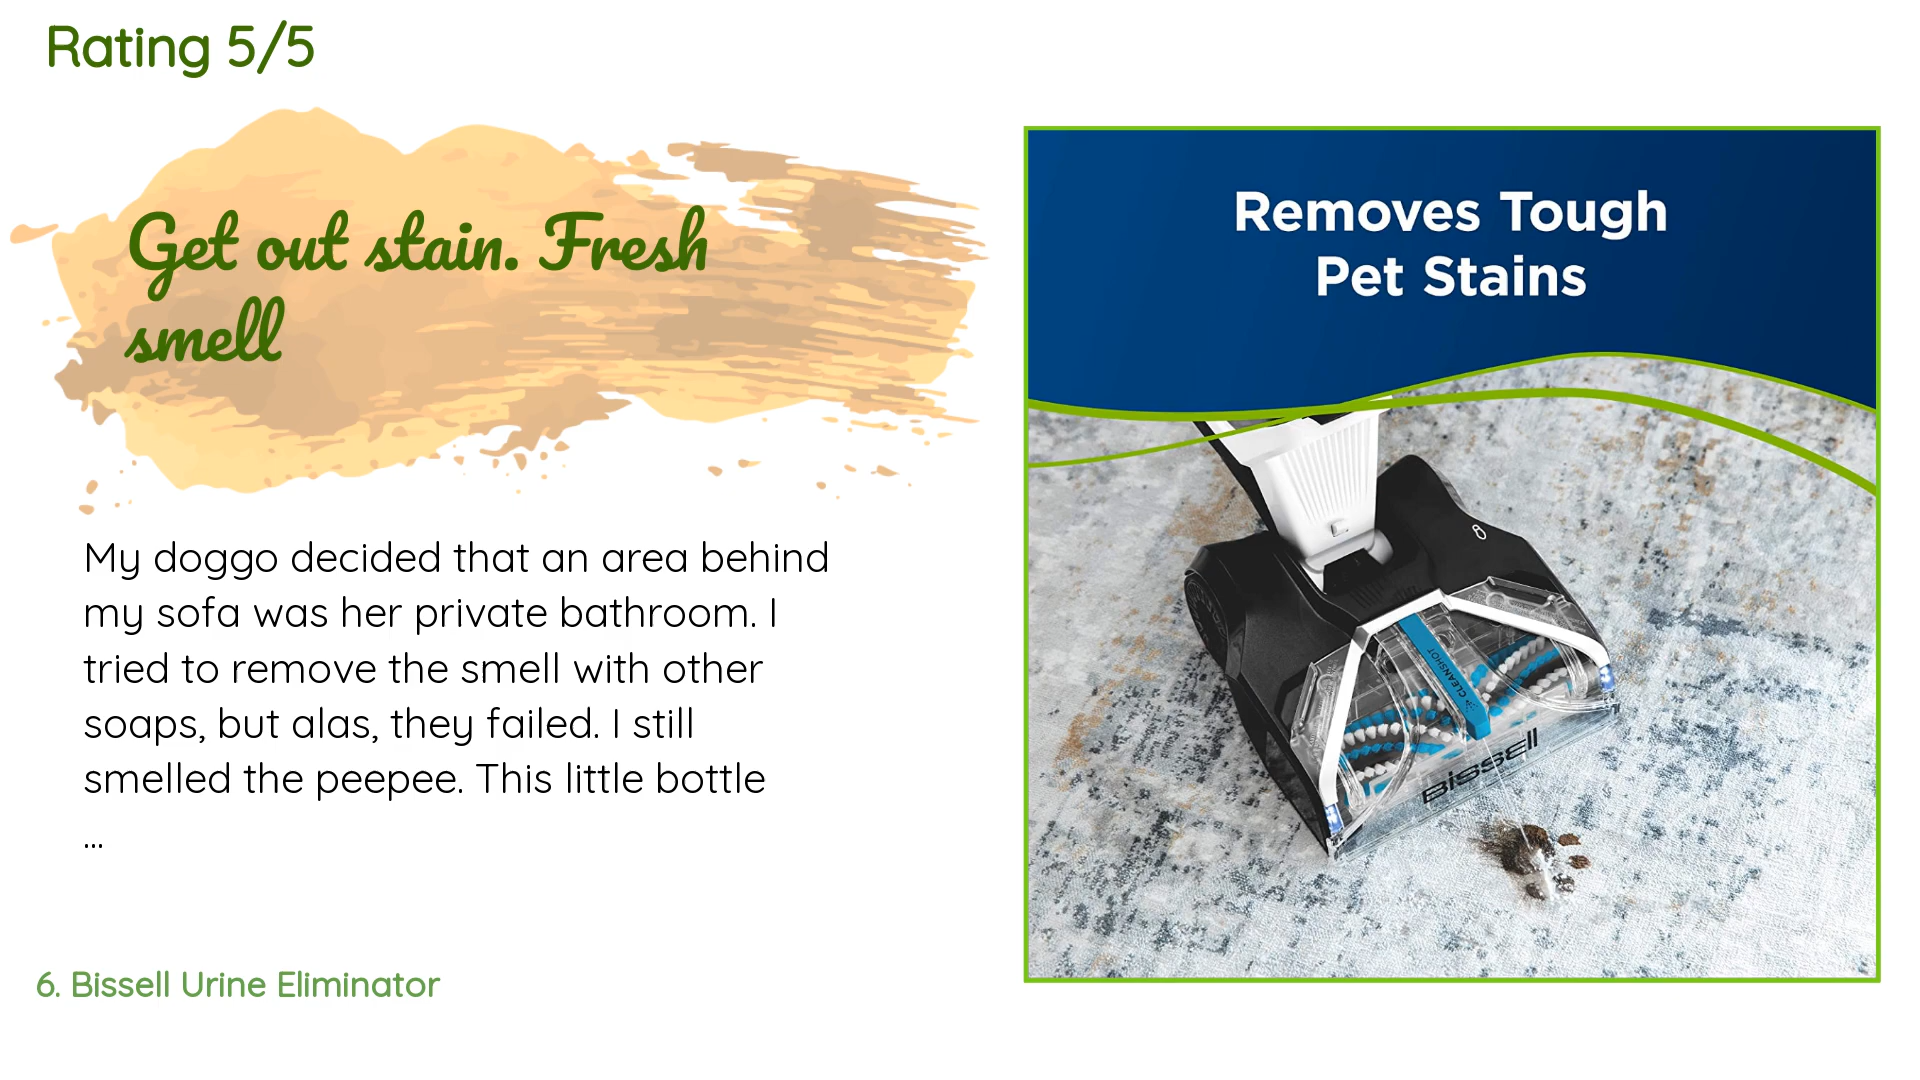 Rating 5/5
Get out stain. Fresh
smell
My doggo decided that an area behind
my sofa was her private bathroom. I
tried to remove the smell with other
soaps, but alas, they failed. I still
smelled the peepee. This little bottle
...
6. Bissell Urine Eliminator
Removes Tough
Pet Stains
CLEANSHOT
BISSELL